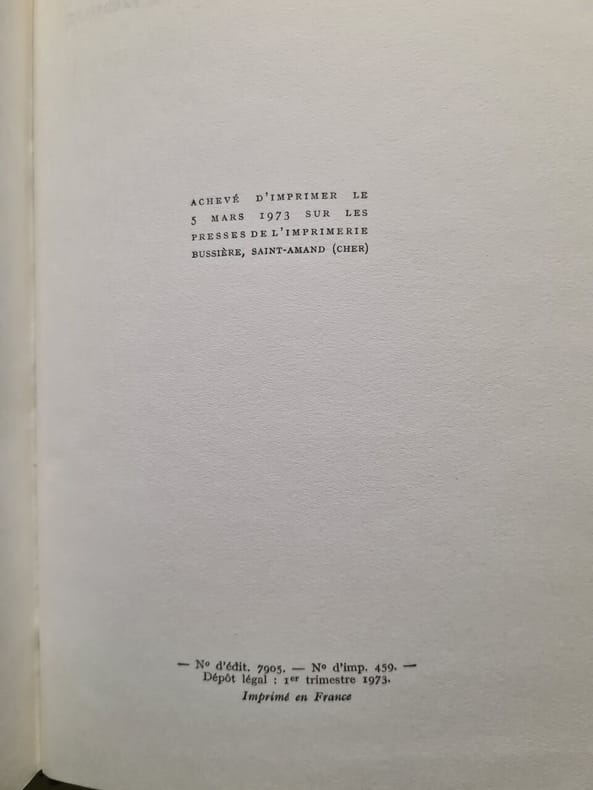 ACHEVÉ D'IMPRIMER LE
5 MARS 1973 SUR LES
PRESSES DE L'IMPRIMERIE
BUSSIÈRE, SAINT-AMAND (CHER)
— Nº d'édit. 7905. — Nº d'imp. 459. —
Dépôt légal : 1er trimestre 1973.
Imprimé en France